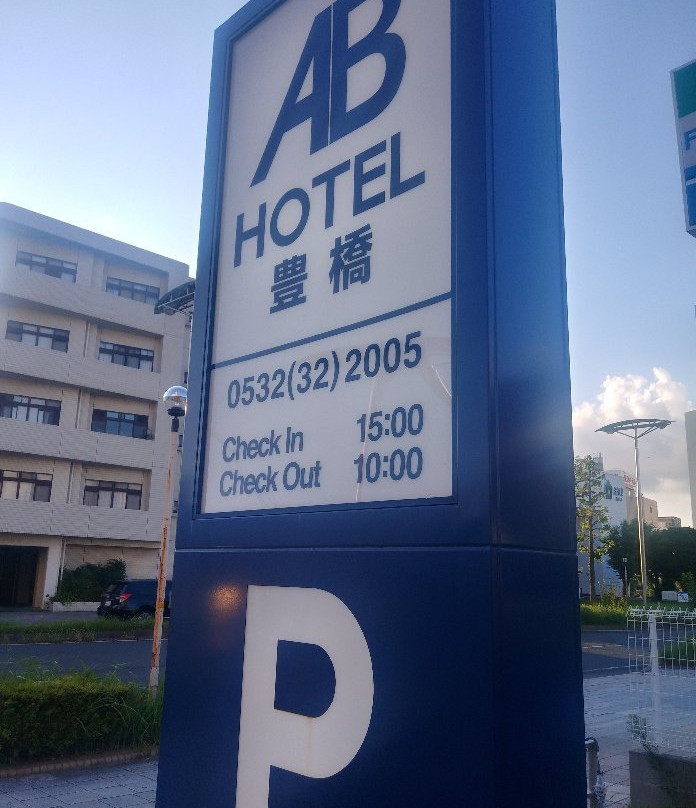 AB
HOTEL
豊橋
0532(32)2005
Check In 15:00
Check Out 10:00
P